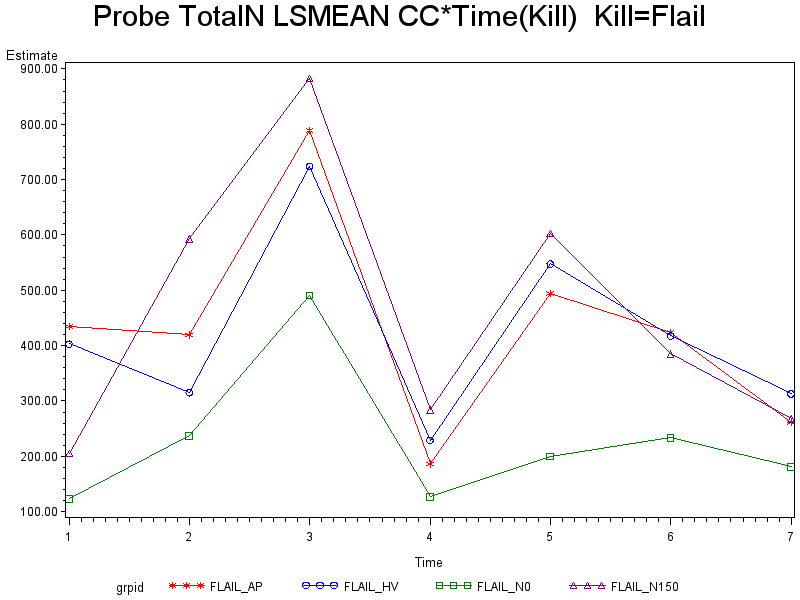 Probe TotalN LSMEAN CC*Time(Kill) Kill=Flail
Estimate
900.00
800.00
700.00
600.00
500.00
400.00
300.00
200.00
100.00
1 2 3 4 5 6 7
Time
grpid FLAIL_AP FLAIL_HV FLAIL_N0 FLAIL_N150